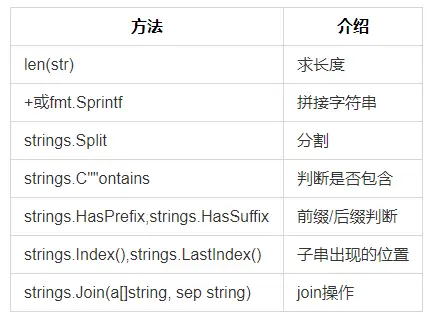 方法 介绍
len(str) 求长度
+或fmt.Sprintf 拼接字符串
strings.Split 分割
strings.C""ontains 判断是否包含
strings.HasPrefix,strings.HasSuffix 前缀/后缀判断
strings.Index(),strings.LastIndex() 子串出现的位置
strings.Join(a[]string, sep string) join操作